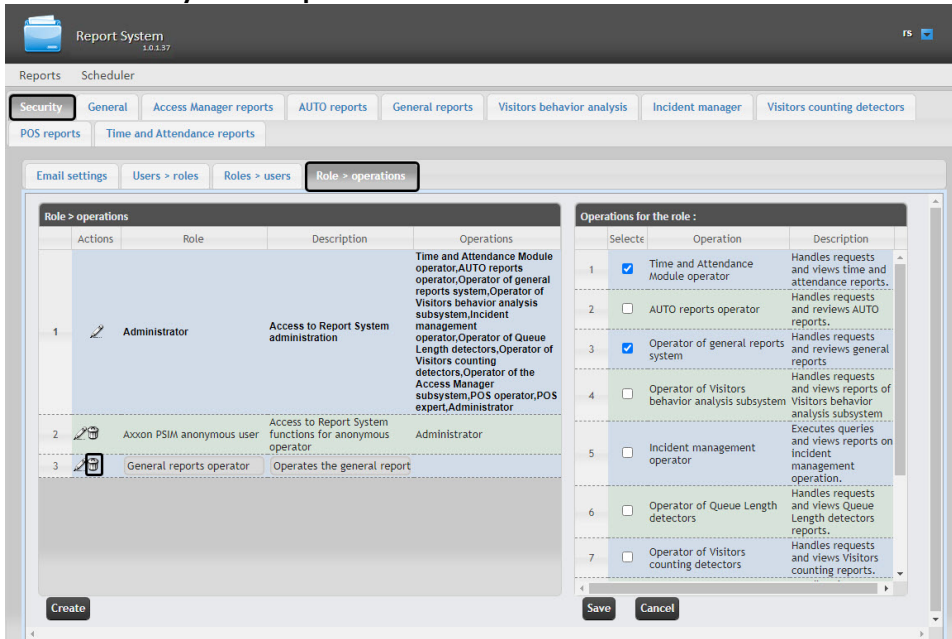 Report System
1.0.1.37
rs
Reports Scheduler
Security General Access Manager reports AUTO reports General reports Visitors behavior analysis Incident manager Visitors counting detectors
POS reports Time and Attendance reports
Email settings Users > roles Roles > users Role > operations
Role > operations
Actions Role Description Operations
1 Administrator
Access to Report System
administration
Time and Attendance Module
operator,AUTO reports
operator,Operator of general
reports system,Operator of
Visitors behavior analysis
subsystem,Incident
management
operator,Operator of Queue
Length detectors,Operator of
Visitors counting
detectors,Operator of the
Access Manager
subsystem,POS operator,POS
expert,Administrator
2 Axxon PSIM anonymous user
Access to Report System
functions for anonymous
operator
Administrator
3 General reports operator Operates the general report
Create
Operations for the role :
Selecte Operation Description
1
Time and Attendance
Module operator
Handles requests
and views time and
attendance reports.
2 AUTO reports operator
Handles requests
and reviews AUTO
reports.
3
Operator of general reports
system
Handles requests
and reviews general
reports
4
Operator of Visitors
behavior analysis subsystem
Handles requests
and views reports of
Visitors behavior
analysis subsystem
5
Incident management
operator
Executes queries
and views reports on
incident
management
operation.
6
Operator of Queue Length
detectors
Handles requests
and views Queue
Length detectors
reports.
7
Operator of Visitors
counting detectors
Handles requests
and views Visitors
counting reports.
Save Cancel